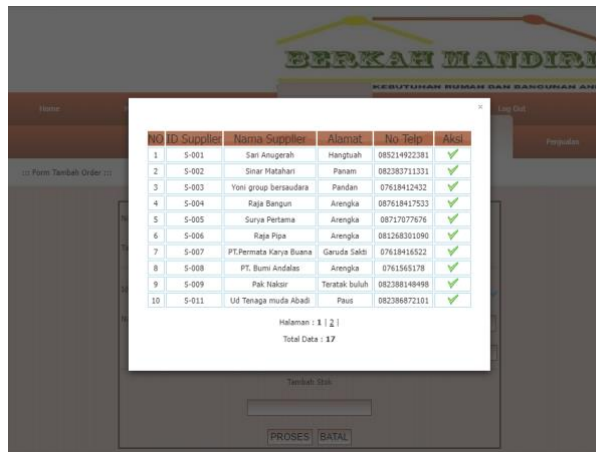 BERKAH MANDIRI
KEBUTUHAN RUMAH DAN BANGUNAN AN
Home
Log Out
Penjualan
::: Form Tambah Order :::
×
NO ID Supplier Nama Supplier Alamat No Telp Aksi
1 S-001 Sari Anugerah Hangtuah 085214922381
2 S-002 Sinar Matahari Panam 082383711331
3 S-003 Yoni group bersaudara Pandan 07618412432
4 S-004 Raja Bangun Arengka 087618417533
5 S-005 Surya Pertama Arengka 08717077676
6 S-006 Raja Pipa Arengka 081268301090
7 S-007 PT.Permata Karya Buana Garuda Sakti 07618416522
8 S-008 PT. Bumi Andalas Arengka 0761565178
9 S-009 Pak Naksir Teratak buluh 082388148498
10 S-011 Ud Tenaga muda Abadi Paus 082386872101
Halaman : 1 | 2 |
Total Data : 17
Tambah Stok
PROSES BATAL